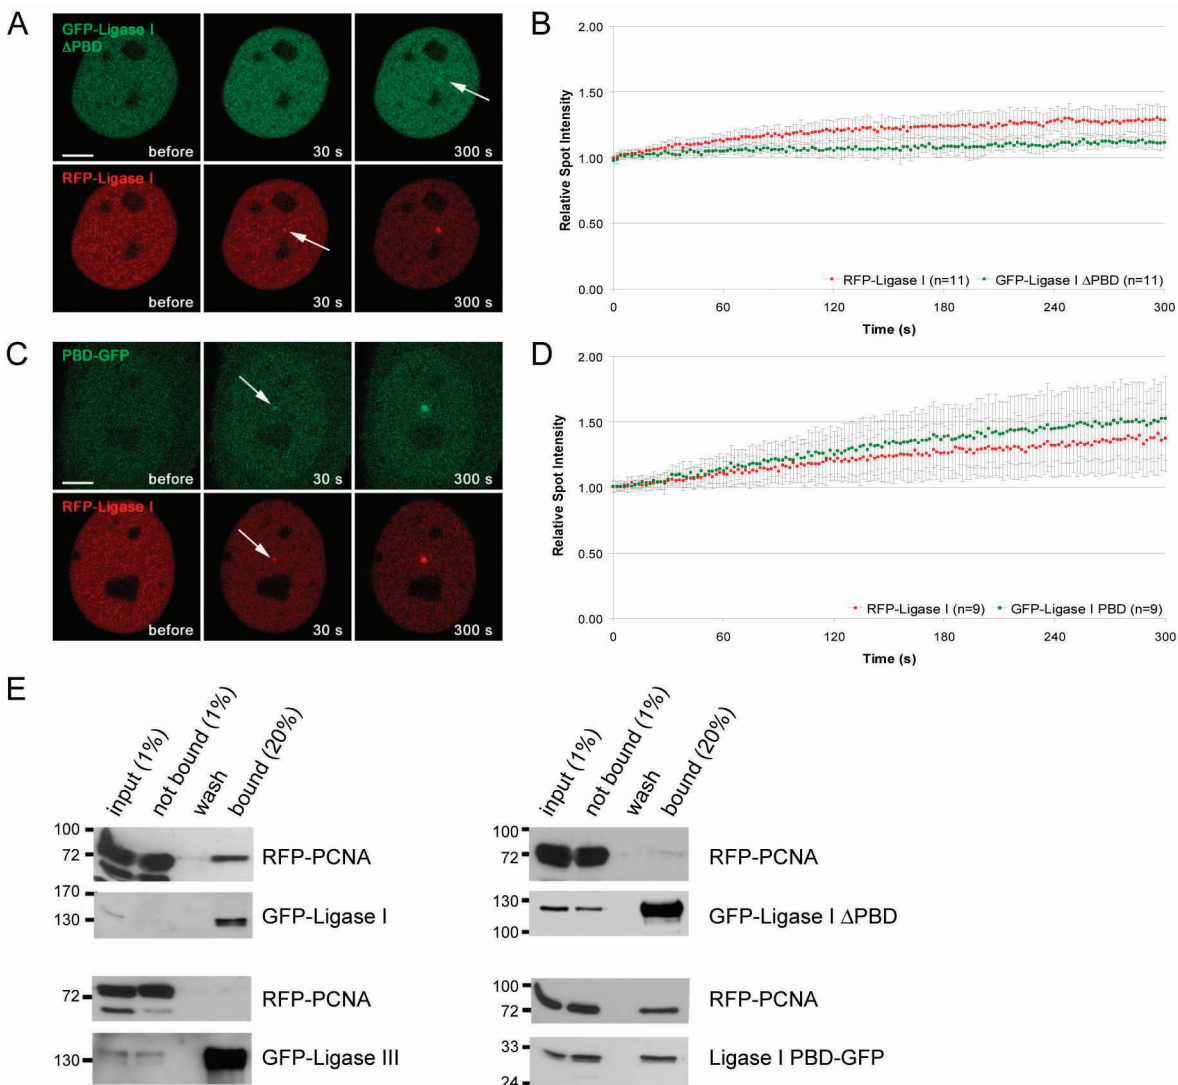 A
GFP-Ligase I
ΔPBD
before
30 s
300 s
RFP-Ligase I
before
30 s
300 s
B
2.00
1.50
1.00
0.50
0.00
Relative Spot Intensity
0
60
120
180
240
300
RFP-Ligase I (n=11)
GFP-Ligase I ΔPBD (n=11)
Time (s)
C
PBD-GFP
before
30 s
300 s
RFP-Ligase I
before
30 s
300 s
D
2.00
1.50
1.00
0.50
0.00
Relative Spot Intensity
0
60
120
180
240
300
RFP-Ligase I (n=9)
GFP-Ligase I PBD (n=9)
Time (s)
E
input (1%)
not bound (1%)
wash
bound (20%)
100
72
RFP-PCNA
170
130
GFP-Ligase I
72
RFP-PCNA
130
GFP-Ligase III
input (1%)
not bound (1%)
wash
bound (20%)
100
72
RFP-PCNA
130
100
GFP-Ligase I ΔPBD
100
72
RFP-PCNA
33
24
Ligase I PBD-GFP